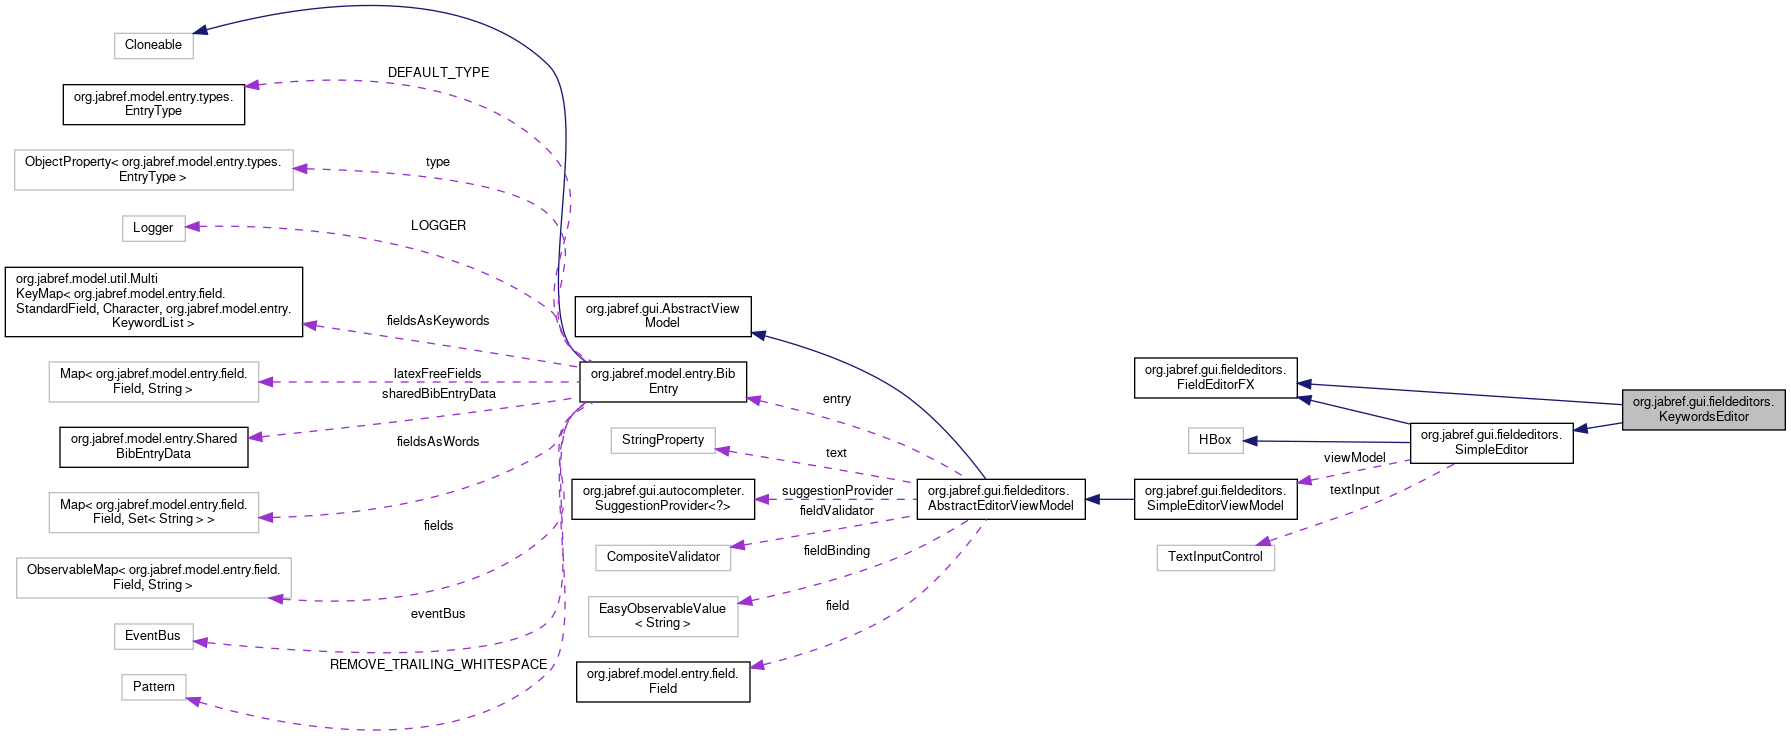 Cloneable
DEFAULT_TYPE
org.jabref.model.entry.types.
EntryType
type
ObjectProperty< org.jabref.model.entry.types.
EntryType >
LOGGER
Logger
org.jabref.model.util.Multi
KeyMap< org.jabref.model.entry.field.
StandardField, Character, org.jabref.model.entry.
KeywordList >
fieldsAsKeywords
Map< org.jabref.model.entry.field.
Field, String >
latexFreeFields
sharedBibEntryData
org.jabref.model.entry.Shared
BibEntryData
fieldsAsWords
Map< org.jabref.model.entry.field.
Field, Set< String > >
fields
ObservableMap< org.jabref.model.entry.field.
Field, String >
eventBus
EventBus
REMOVE_TRAILING_WHITESPACE
Pattern
org.jabref.gui.AbstractView
Model
org.jabref.model.entry.Bib
Entry
entry
StringProperty
text
org.jabref.gui.autocompleter.
SuggestionProvider<?>
suggestionProvider
fieldValidator
CompositeValidator
fieldBinding
EasyObservableValue
< String >
field
org.jabref.model.entry.field.
Field
org.jabref.gui.fieldeditors.
AbstractEditorViewModel
org.jabref.gui.fieldeditors.
FieldEditorFX
HBox
viewModel
org.jabref.gui.fieldeditors.
SimpleEditorViewModel
textInput
TextInputControl
org.jabref.gui.fieldeditors.
SimpleEditor
org.jabref.gui.fieldeditors.
KeywordsEditor